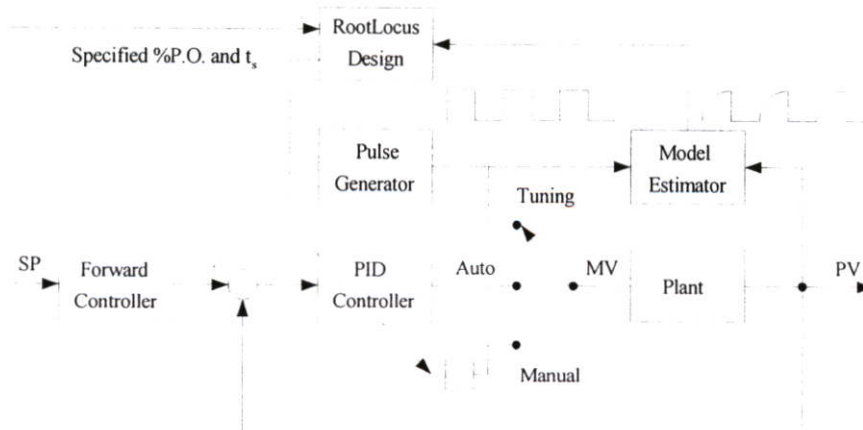 RootLocus
Design
Specified %P.O. and ts
Pulse
Generator
Model
Estimator
Tuning
SP
Forward
Controller
PID
Controller
Auto
MV
Plant
PV
Manual